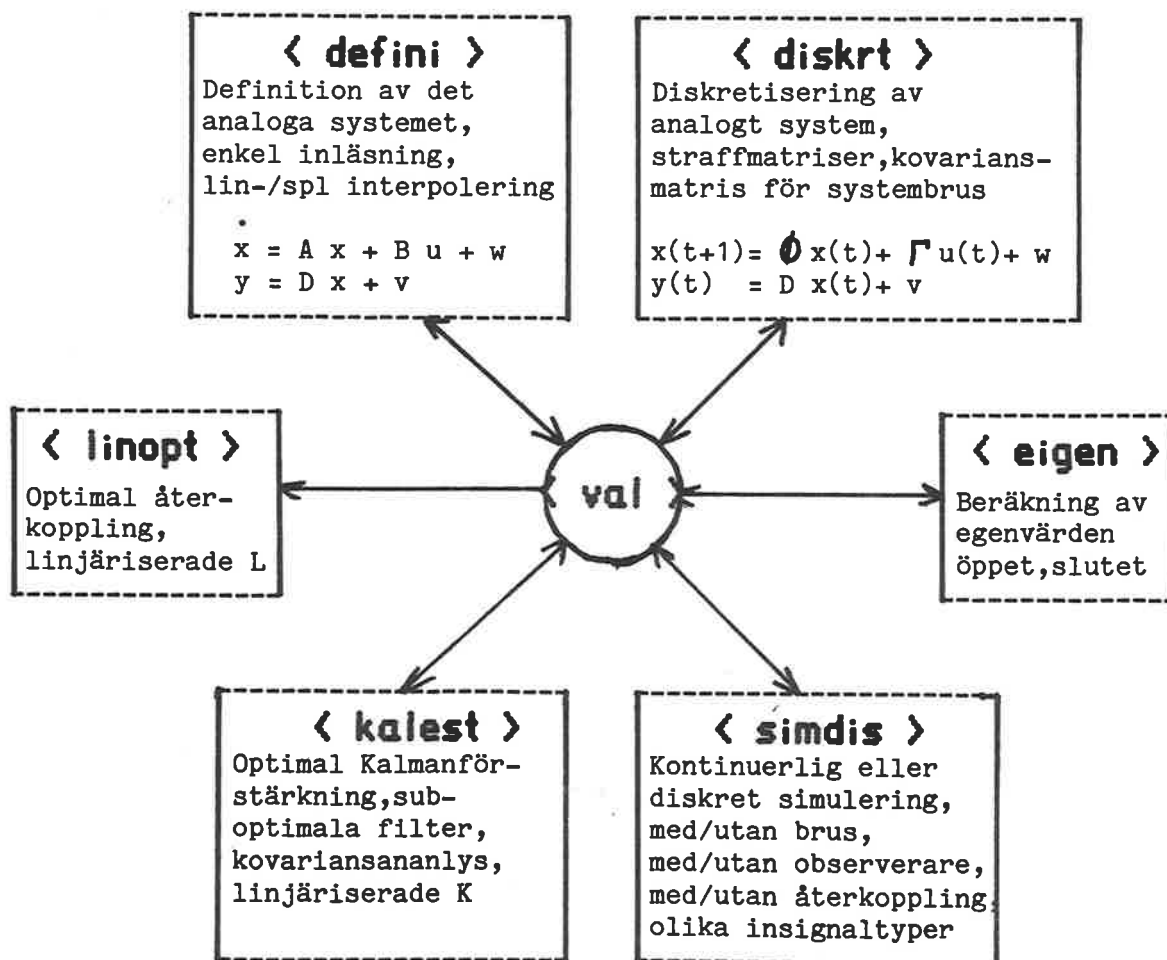 < defini >
Definition av det
analoga systemet,
enkel inläsning,
lin-/spl interpolering
ẋ = A x + B u + w
y = D x + v
< diskrt >
Diskretisering av
analogt system,
straffmatriser,kovarians-
matris för systembrus
x(t+1)= Φ x(t)+ Γ u(t)+ w
y(t) = D x(t)+ v
< linopt >
Optimal åter-
koppling,
linjäriserade L
val
< eigen >
Beräkning av
egenvärden
öppet,slutet
< kalest >
Optimal Kalmanför-
stärkning,sub-
optimala filter,
kovariansananlys,
linjäriserade K
< simdis >
Kontinuerlig eller
diskret simulering,
med/utan brus,
med/utan observerare,
med/utan återkoppling,
olika insignaltyper